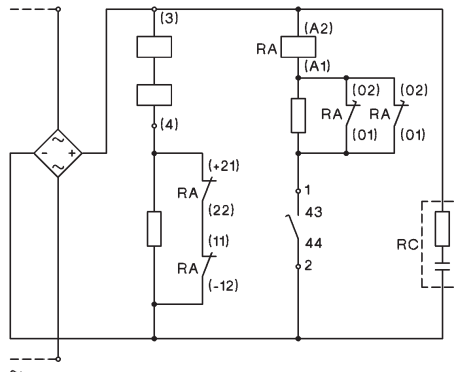 (3)
(A2)
RA
(A1)
(02) (02)
RA RA
(01) (01)
(4)
~
- +
~
(+21)
RA
(22)
(11)
RA
(-12)
1
43
44
2
RC